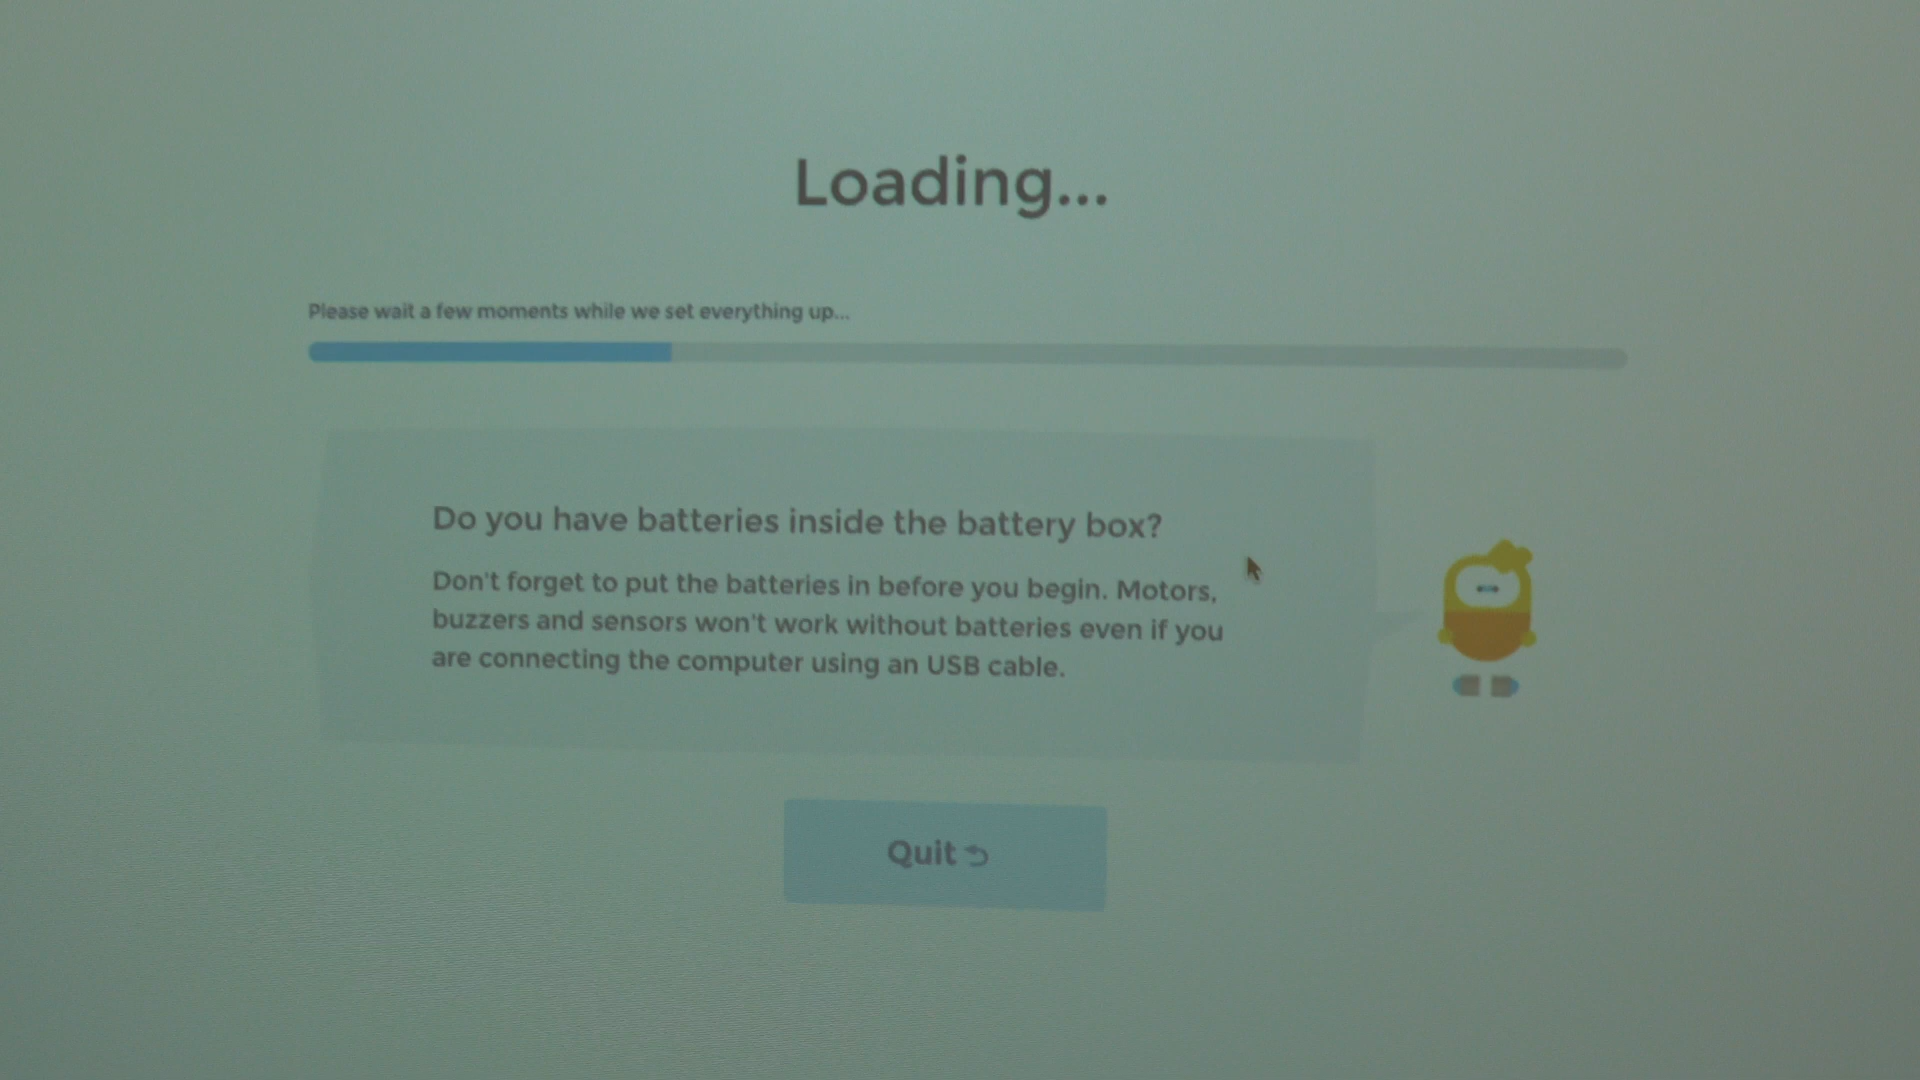 Loading...
Please wait a few moments while we set everything up...
Do you have batteries inside the battery box?
Don't forget to put the batteries in before you begin. Motors,
buzzers and sensors won't work without batteries even if you
are connecting the computer using an USB cable.
Quit